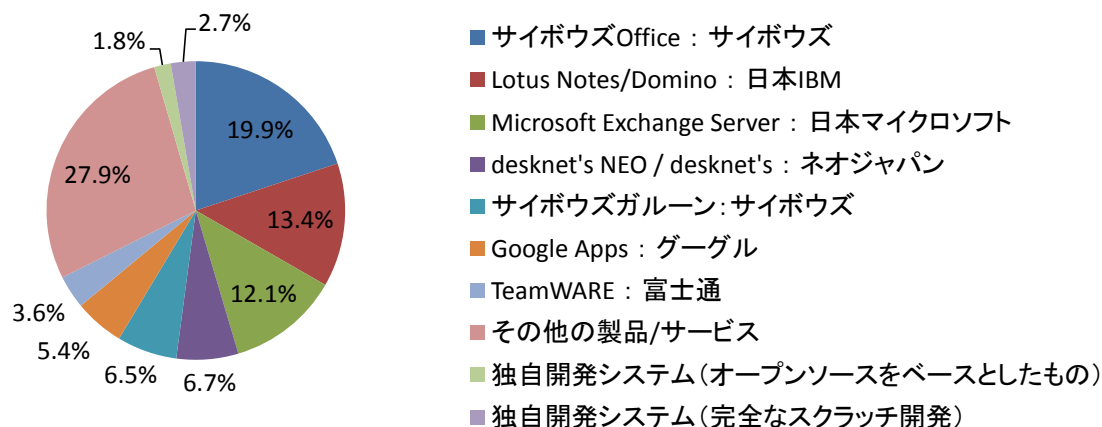 2.7%
1.8%
19.9%
27.9%
13.4%
12.1%
3.6%
5.4%
6.5%
6.7%
サイボウズOffice : サイボウズ
Lotus Notes/Domino : 日本IBM
Microsoft Exchange Server : 日本マイクロソフト
desknet's NEO / desknet's : ネオジャパン
サイボウズガルーン:サイボウズ
Google Apps : グーグル
TeamWARE : 富士通
その他の製品/サービス
独自開発システム(オープンソースをベースとしたもの)
独自開発システム(完全なスクラッチ開発)